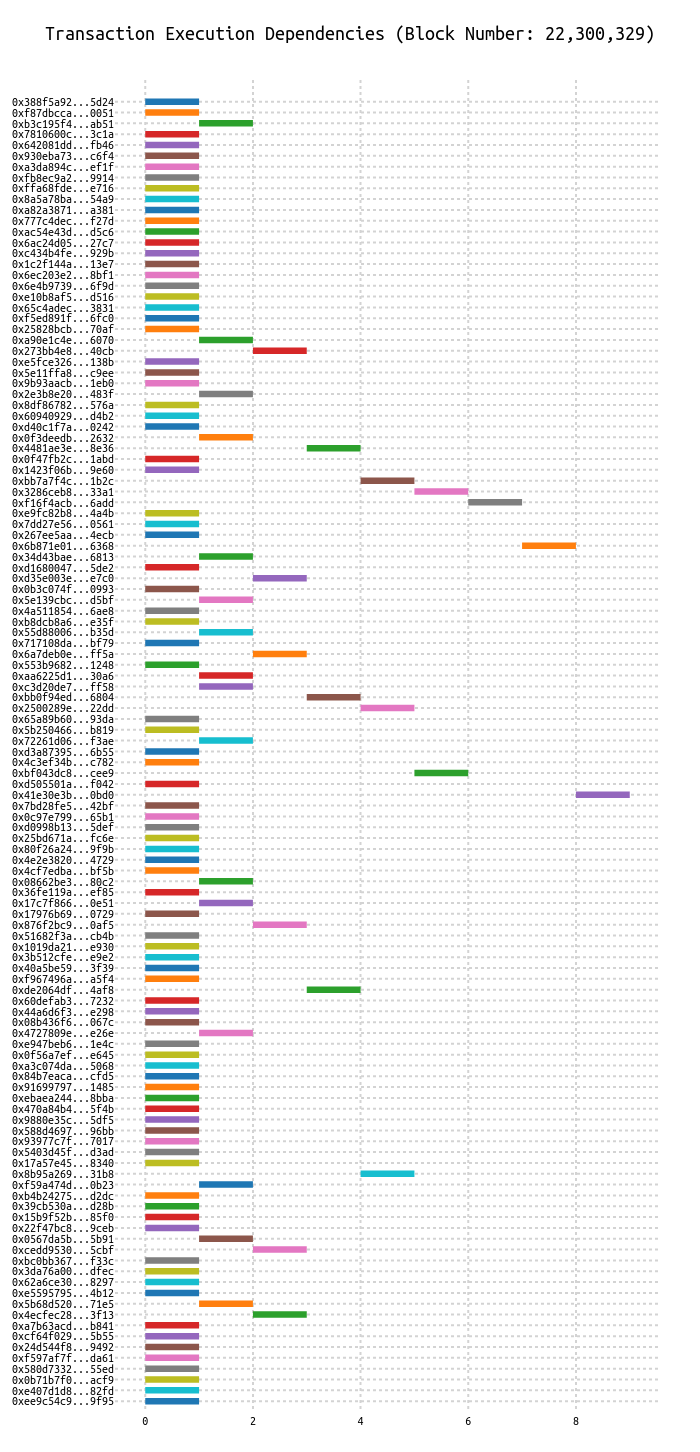 Transaction Execution Dependencies (Block Number: 22,300,329)
0x388f5a92...5d24
0xf87dbcca...0051
0xb3c195f4...ab51
0x7810600c...3c1a
0x642081dd...fb46
0x930eba73...c6f4
0xa3da894c...ef1f
0xfb8ec9a2...9914
0xffa68fde...e716
0x8a5a78ba...54a9
0xa82a3871...a381
0x777c4dec...f27d
0xac54e43d...d5c6
0x6ac24d05...27c7
0xc434b4fe...929b
0x1c2f144a...13e7
0x6ec203e2...8bf1
0x6e4b9739...6f9d
0xe10b8af5...d516
0x65c4adec...3831
0xf5ed891f...6fc0
0x25828bcb...70af
0xa90e1c4e...6070
0x273bb4e8...40cb
0xe5fce326...138b
0x5e11ffa8...c9ee
0x9b93aacb...1eb0
0x2e3b8e20...483f
0x8df86782...576a
0x60940929...d4b2
0xd40c1f7a...0242
0x0f3deedb...2632
0x4481ae3e...8e36
0x0f47fb2c...1abd
0x1423f06b...9e60
0xbb7a7f4c...1b2c
0x3286ceb8...33a1
0xf16f4acb...6add
0xe9fc82b8...4a4b
0x7dd27e56...0561
0x267ee5aa...4ecb
0x6b871e01...6368
0x34d43bae...6813
0xd1680047...5de2
0xd35e003e...e7c0
0x0b3c074f...0993
0x5e139cbc...d5bf
0x4a511854...6ae8
0xb8dcb8a6...e35f
0x55d88006...b35d
0x717108da...bf79
0x6a7deb0e...ff5a
0x553b9682...1248
0xaa6225d1...30a6
0xc3d20de7...ff58
0xbb0f94ed...6804
0x2500289e...22dd
0x65a89b60...93da
0x5b250466...b819
0x72261d06...f3ae
0xd3a87395...6b55
0x4c3ef34b...c782
0xbf043dc8...cee9
0xd505501a...f042
0x41e30e3b...0bd0
0x7bd28fe5...42bf
0x0c97e799...65b1
0xd0998b13...5def
0x25bd671a...fc6e
0x80f26a24...9f9b
0x4e2e3820...4729
0x4cf7edba...bf5b
0x08662be3...80c2
0x36fe119a...ef85
0x17c7f866...0e51
0x17976b69...0729
0x876f2bc9...0af5
0x51682f3a...cb4b
0x1019da21...e930
0x3b512cfe...e9e2
0x40a5be59...3f39
0xf967496a...a5f4
0xde2064df...4af8
0x60defab3...7232
0x44a6d6f3...e298
0x08b436f6...067c
0x4727809e...e26e
0xe947beb6...1e4c
0x0f56a7ef...e645
0xa3c074da...5068
0x84b7eaca...cfd5
0x91699797...1485
0xebaea244...8bba
0x470a84b4...5f4b
0x9880e35c...5df5
0x588d4697...96bb
0x93977c7f...7017
0x5403d45f...d3ad
0x17a57e45...8340
0x8b95a269...31b8
0xf59a474d...0b23
0xb4b24275...d2dc
0x39cb530a...d28b
0x15b9f52b...85f0
0x22f47bc8...9ceb
0x0567da5b...5b91
0xcedd9530...5cbf
0xbc0bb367...f33c
0x3da76a00...dfec
0x62a6ce30...8297
0xe5595795...4b12
0x5b68d520...71e5
0x4ecfec28...3f13
0xa7b63acd...b841
0xcf64f029...5b55
0x24d544f8...9492
0xf597af7f...da61
0x580d7332...55ed
0x0b71b7f0...acf9
0xe407d1d8...82fd
0xee9c54c9...9f95
0 2 4 6 8